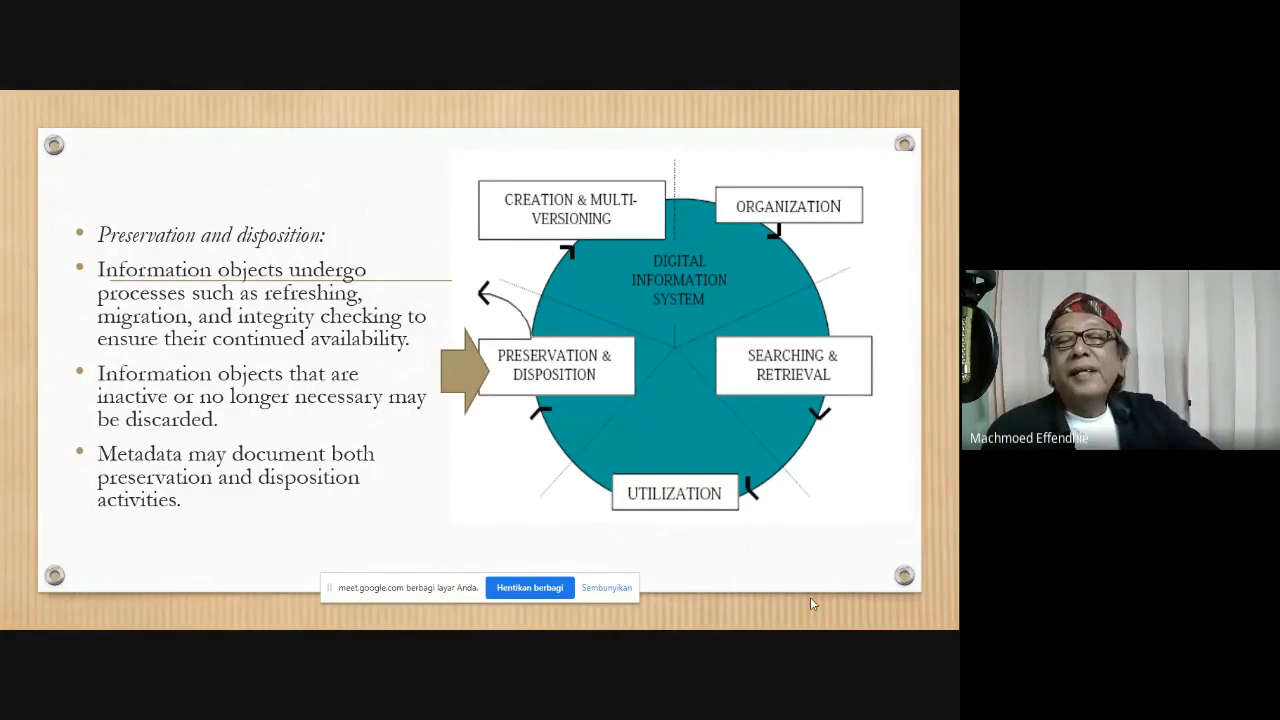 Preservation and disposition:
Information objects undergo
processes such as refreshing,
migration, and integrity checking to
ensure their continued availability.
Information objects that are
inactive or no longer necessary may
be discarded.
Metadata may document both
preservation and disposition
activities.
CREATION & MULTI-
VERSIONING
ORGANIZATION
DIGITAL
INFORMATION
SYSTEM
PRESERVATION &
DISPOSITION
SEARCHING &
RETRIEVAL
UTILIZATION
meet.google.com berbagi layar Anda.
Hentikan berbagi
Sembunyikan
Machmoed Effendhie